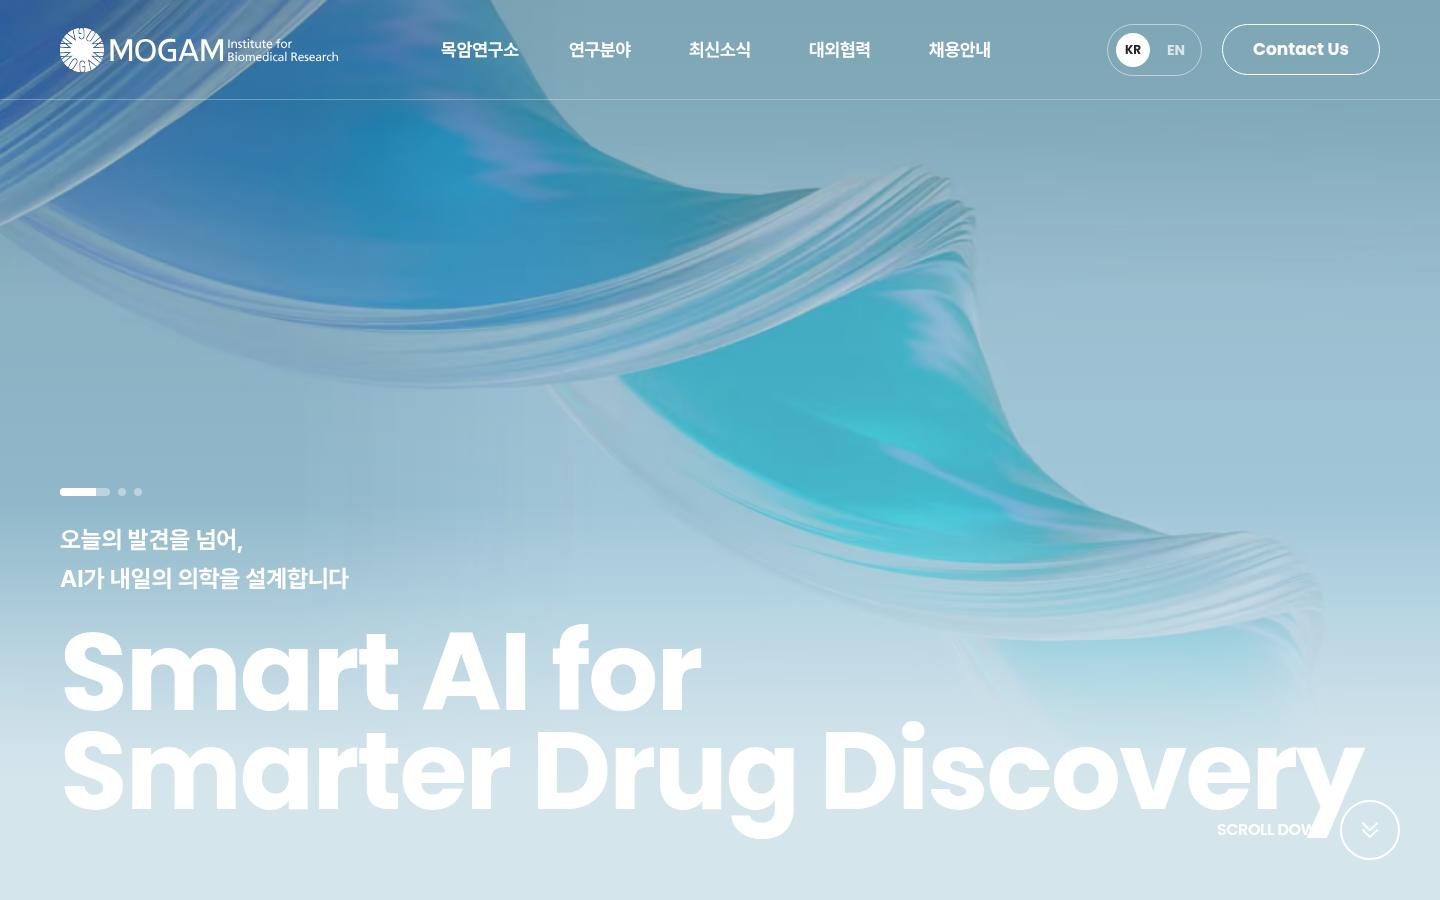 MOGAM Institute for
Biomedical Research
목암연구소 연구분야 최신소식 대외협력 채용안내
KR EN
Contact Us
오늘의 발견을 넘어,
AI가 내일의 의학을 설계합니다
Smart AI for
Smarter Drug Discovery
SCROLL